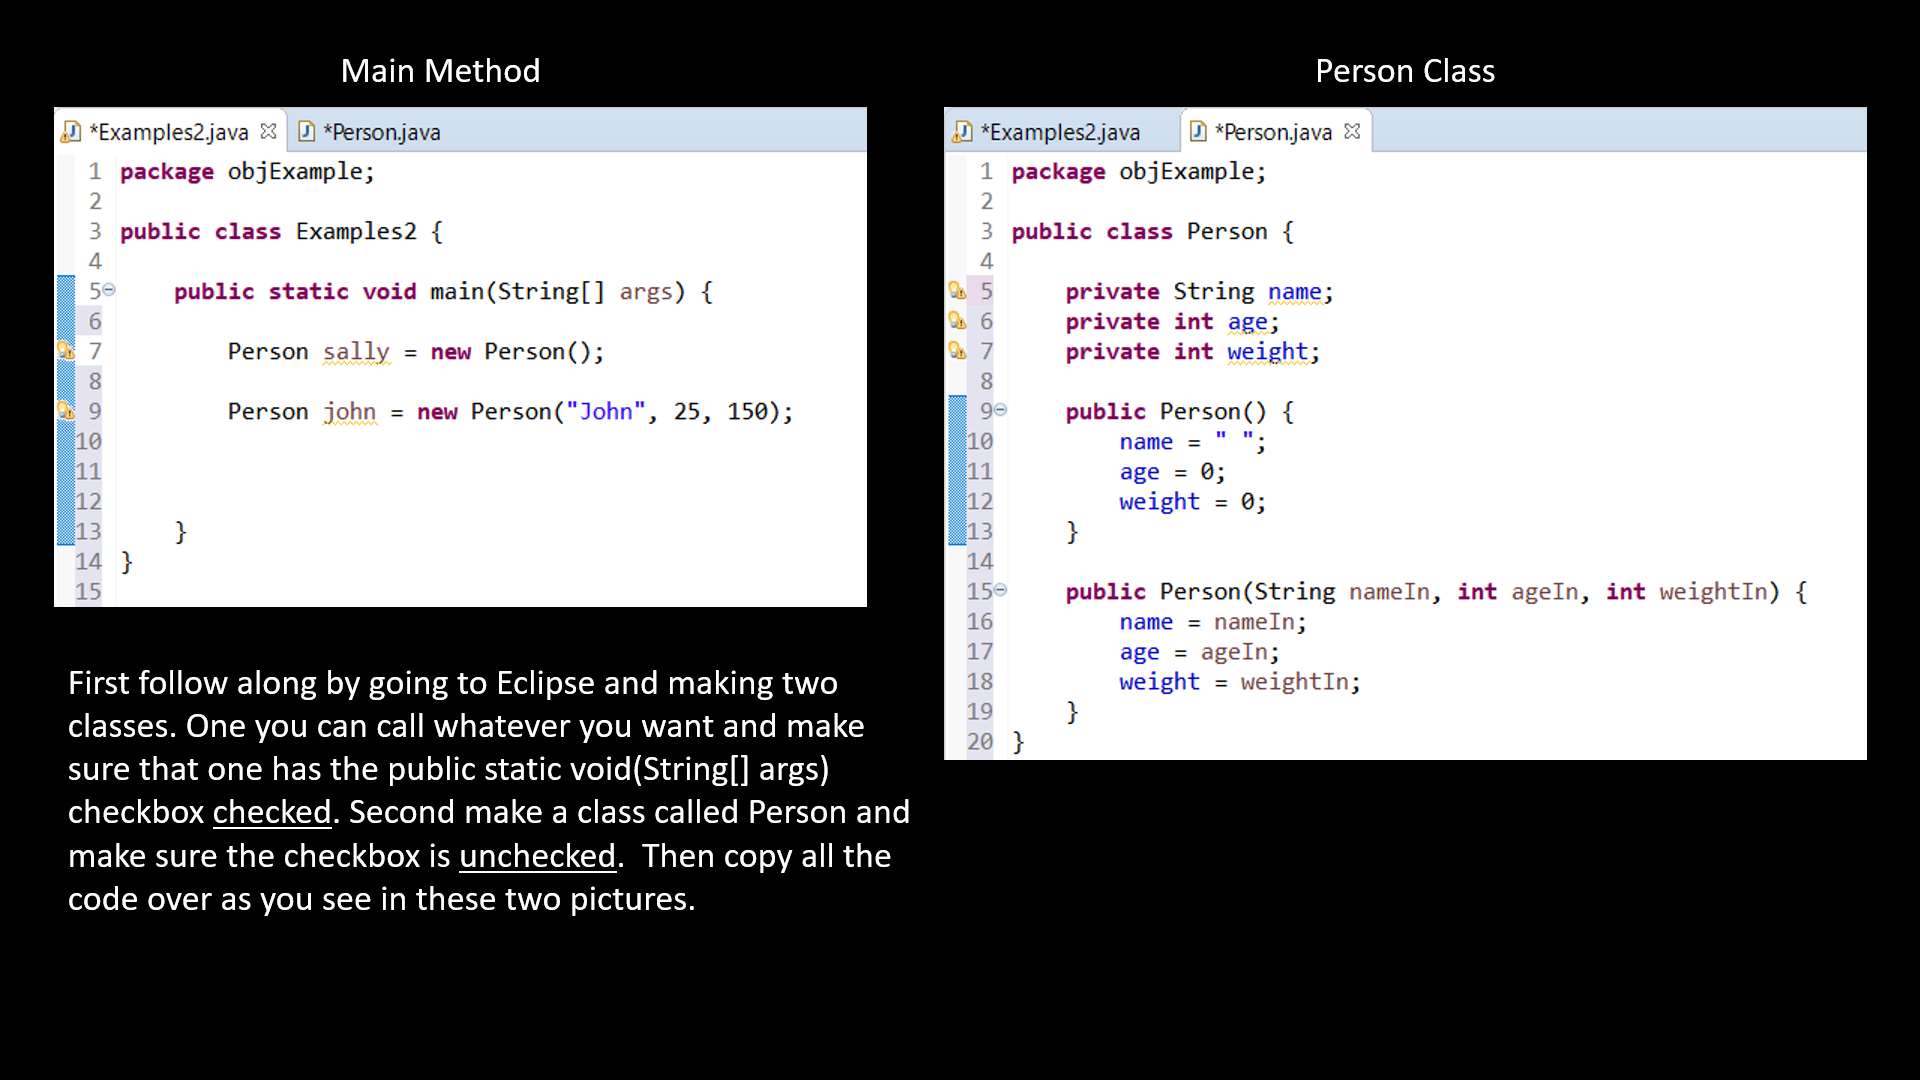 Main Method
*Examples2.java *Person.java
1 package objExample;
2
3 public class Examples2 {
4
5 public static void main(String[] args) {
6
7 Person sally = new Person();
8
9 Person john = new Person("John", 25, 150);
10
11
12
13 }
14 }
15
First follow along by going to Eclipse and making two
classes. One you can call whatever you want and make
sure that one has the public static void(String[] args)
checkbox checked. Second make a class called Person and
make sure the checkbox is unchecked.  Then copy all the
code over as you see in these two pictures.
Person Class
*Examples2.java *Person.java
1 package objExample;
2
3 public class Person {
4
5 private String name;
6 private int age;
7 private int weight;
8
9 public Person() {
10 name = " ";
11 age = 0;
12 weight = 0;
13 }
14
15 public Person(String nameIn, int ageIn, int weightIn) {
16 name = nameIn;
17 age = ageIn;
18 weight = weightIn;
19 }
20 }